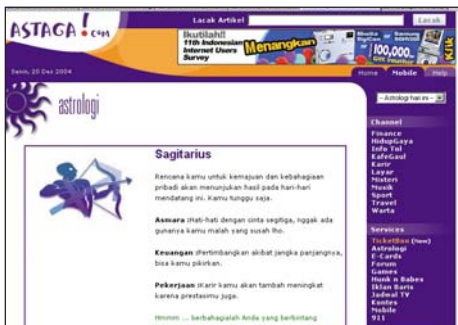 ASTAGA!.com
Lacak Artikel
Lacak
Ikutilah!!
11th Indonesian
Internet Users
Survey
Menangkan
100,000
Klik
Senin, 20 Dez 2004
Home
Mobile
Help
astrologi
Sagitarius
Rencana kamu untuk kemajuan dan kebahagiaan
pribadi akan menunjukan hasil pada hari-hari
mendatang ini. Kamu tunggu saja.
Asmara :Hati-hati dengan cinta segitiga, nggak ada
gunanya kamu malah yang susah lho.
Keuangan :Pertimbangkan akibat jangka panjangnya,
bisa kamu pikirkan.
Pekerjaan :Karir kamu akan tambah meningkat
karena prestasimu juga.
Hmmm ... berbahagialah Anda yang berbintang
-- Astrologi hari ini --
Channel
Finance
HidupGaya
Info Tol
KafeGaul
Karir
Layar
Misteri
Musik
Sport
Travel
Warta
Services
TicketBox (New)
Astrologi
E-Cards
Forum
Games
Hunk n Babes
Iklan Baris
Jadwal TV
Kontes
Mobile
911